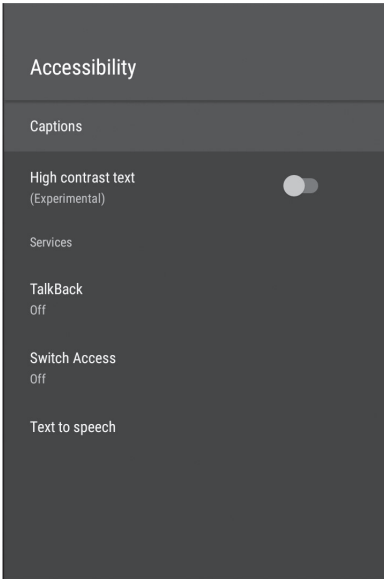 Accessibility
Captions
High contrast text
(Experimental)
Services
TalkBack
Off
Switch Access
Off
Text to speech